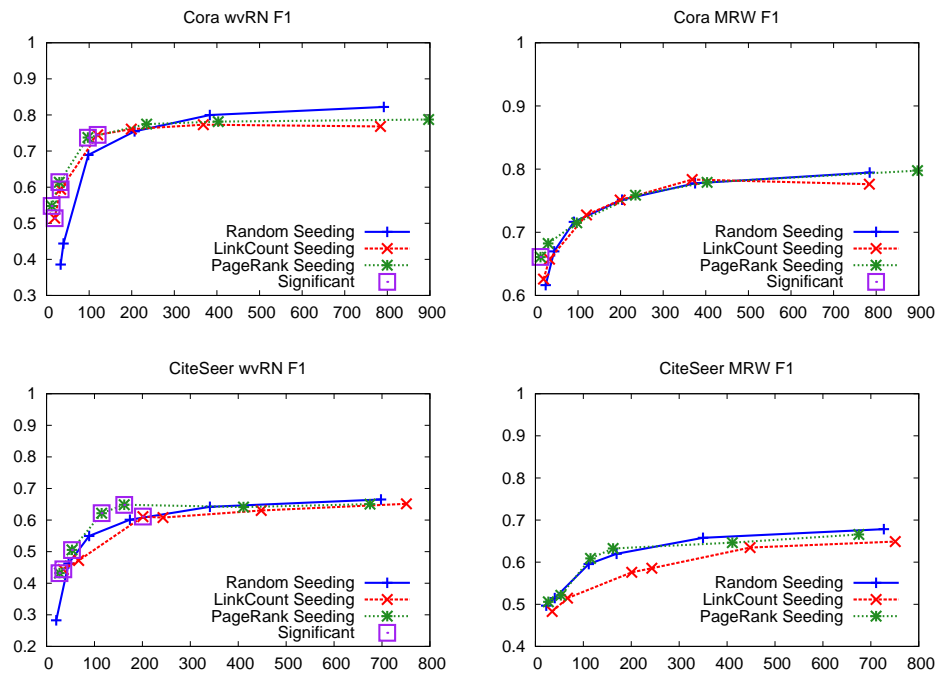 Cora wvRN F1
1
0.9
0.8
0.7
0.6
0.5
0.4
0.3
0 100 200 300 400 500 600 700 800 900
Random Seeding
LinkCount Seeding
PageRank Seeding
Significant
Cora MRW F1
1
0.9
0.8
0.7
0.6
0 100 200 300 400 500 600 700 800 900
Random Seeding
LinkCount Seeding
PageRank Seeding
Significant
CiteSeer wvRN F1
1
0.9
0.8
0.7
0.6
0.5
0.4
0.3
0.2
0 100 200 300 400 500 600 700 800
Random Seeding
LinkCount Seeding
PageRank Seeding
Significant
CiteSeer MRW F1
1
0.9
0.8
0.7
0.6
0.5
0.4
0 100 200 300 400 500 600 700 800
Random Seeding
LinkCount Seeding
PageRank Seeding